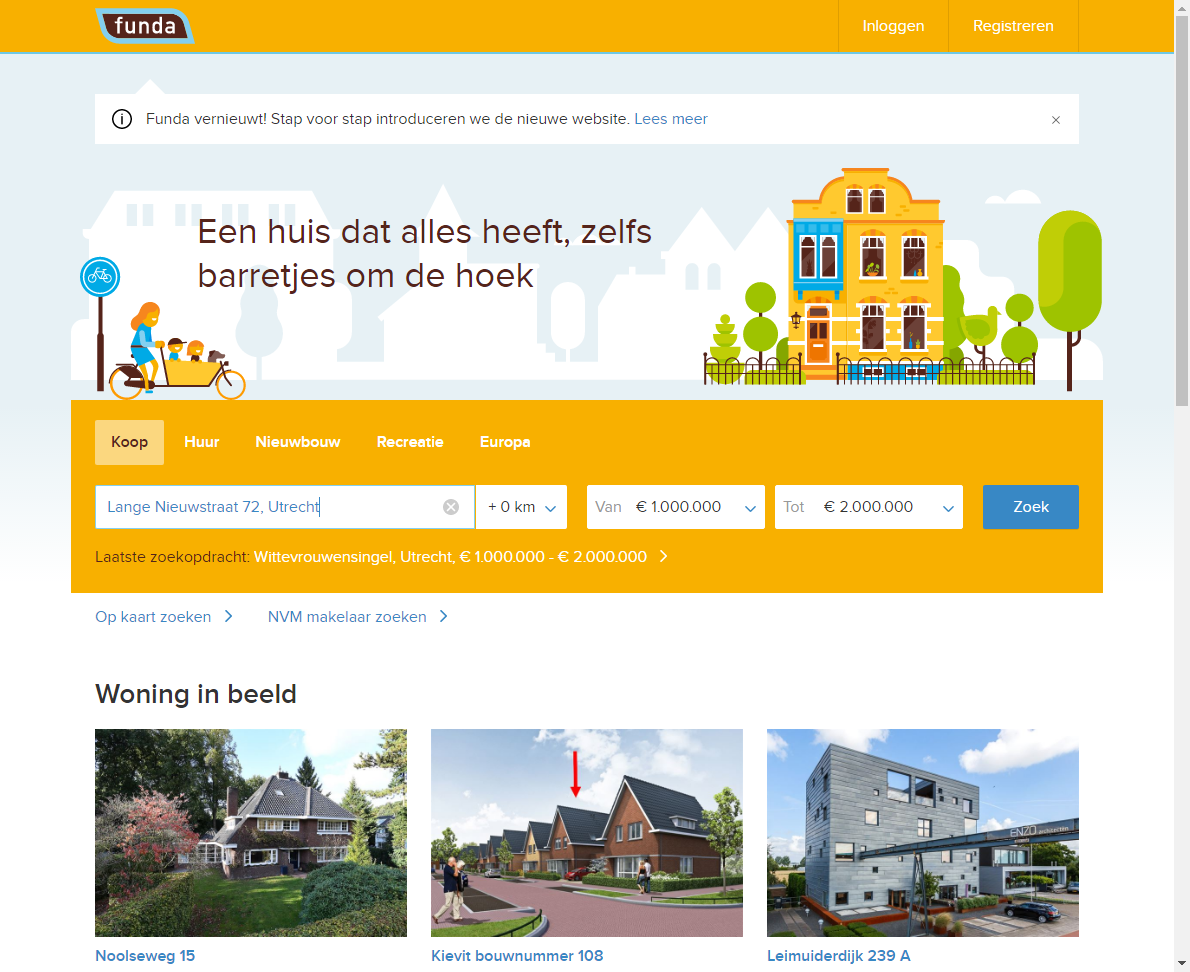 funda
Inloggen
Registreren
Funda vernieuwt! Stap voor stap introduceren we de nieuwe website. Lees meer
Een huis dat alles heeft, zelfs
barretjes om de hoek
Koop
Huur
Nieuwbouw
Recreatie
Europa
Lange Nieuwstraat 72, Utrecht
+ 0 km
Van € 1.000.000
Tot € 2.000.000
Zoek
Laatste zoekopdracht: Wittevrouwensingel, Utrecht, € 1.000.000 - € 2.000.000
Op kaart zoeken
NVM makelaar zoeken
Woning in beeld
ENZO architecten
Noolseweg 15
Kievit bouwnummer 108
Leimuiderdijk 239 A